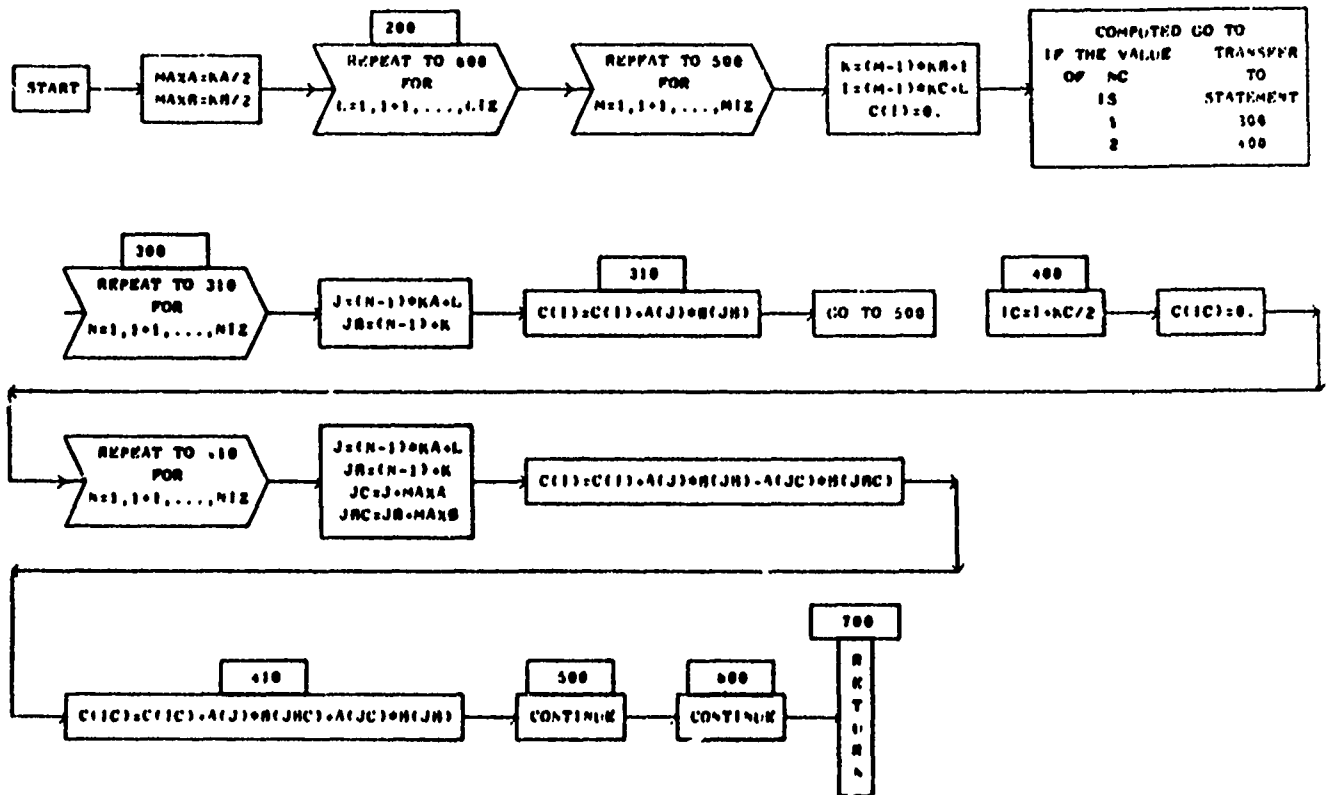 START
MAXA=KA/2
MAXB=KB/2
200
REPEAT TO 600
FOR
L=1,1+1,...,LIZ
REPEAT TO 500
FOR
M=1,1+1,...,MIZ
K=(M-1)*KB+1
I=(M-1)*KC+L
C(I)=0.
COMPUTED GO TO
IF THE VALUE TRANSFER
OF NC TO
IS STATEMENT
1 300
2 400
300
REPEAT TO 310
FOR
N=1,1+1,...,NIZ
J=(N-1)*KA+L
JB=(N-1)+K
310
C(I)=C(I)+A(J)*B(JB)
GO TO 500
400
IC=I+KC/2
C(IC)=0.
REPEAT TO 410
FOR
N=1,1+1,...,NIZ
J=(N-1)*KA+L
JB=(N-1)+K
JC=J+MAXA
JBC=JB+MAXB
C(I)=C(I)+A(J)*B(JB)-A(JC)*B(JBC)
410
C(IC)=C(IC)+A(J)*B(JBC)+A(JC)*B(JB)
500
CONTINUE
600
CONTINUE
700
RETURN